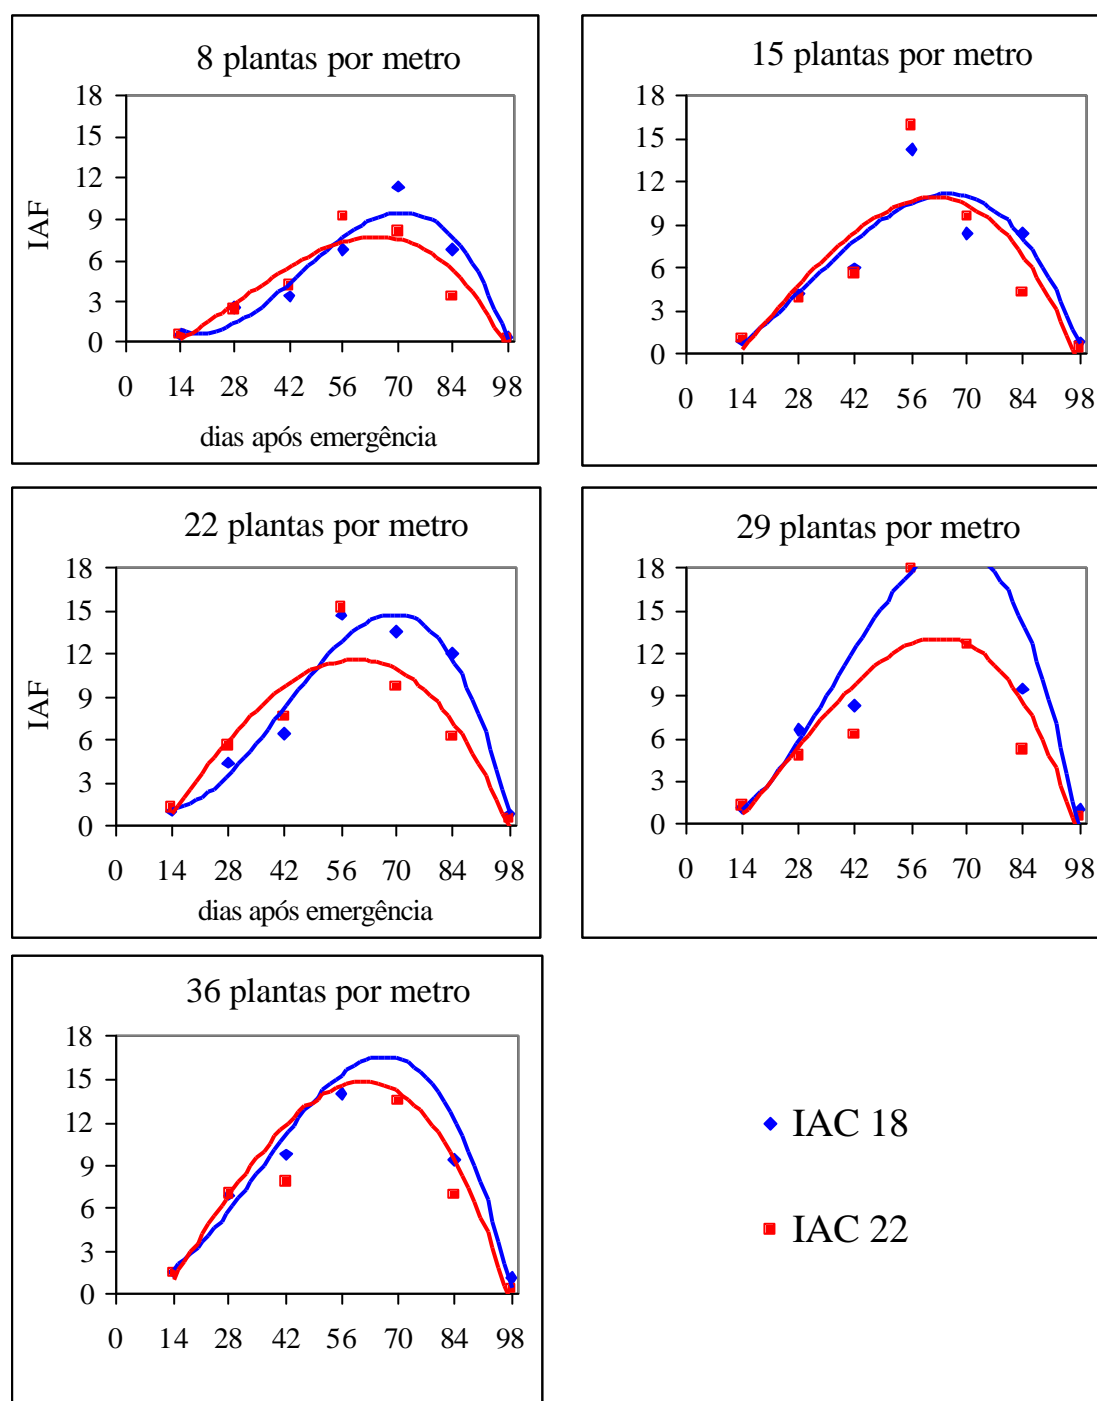 8 plantas por metro
18
15
12
9
6
3
0
IAF
0 14 28 42 56 70 84 98
dias após emergência
15 plantas por metro
18
15
12
9
6
3
0
0 14 28 42 56 70 84 98
22 plantas por metro
18
15
12
9
6
3
0
IAF
0 14 28 42 56 70 84 98
dias após emergência
29 plantas por metro
18
15
12
9
6
3
0
0 14 28 42 56 70 84 98
36 plantas por metro
18
15
12
9
6
3
0
0 14 28 42 56 70 84 98
IAC 18
IAC 22